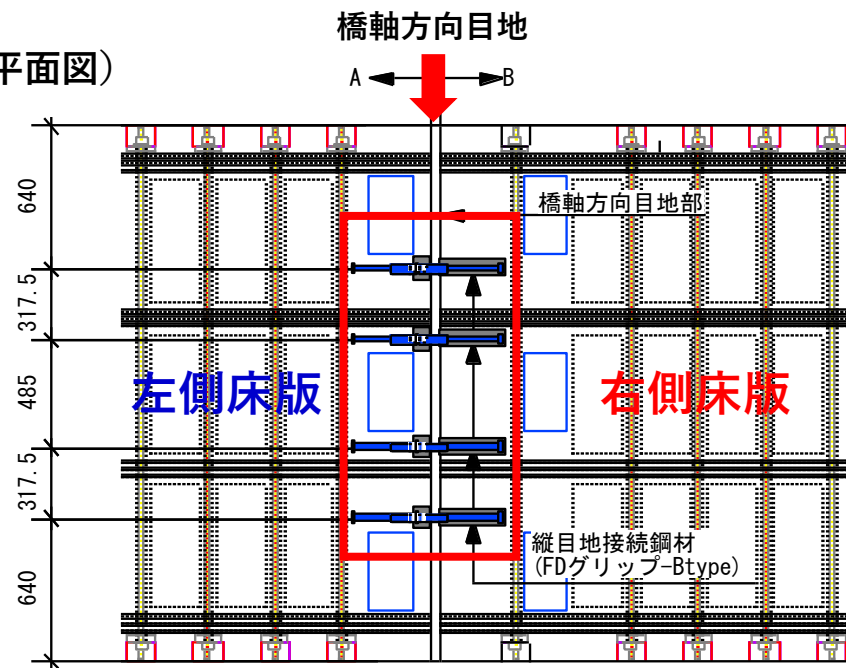 橋軸方向目地
平面図）
A
B
640
橋軸方向目地部
317.5
485
左側床版
右側床版
317.5
縦目地接続鋼材
(FDグリップ-Btype)
640